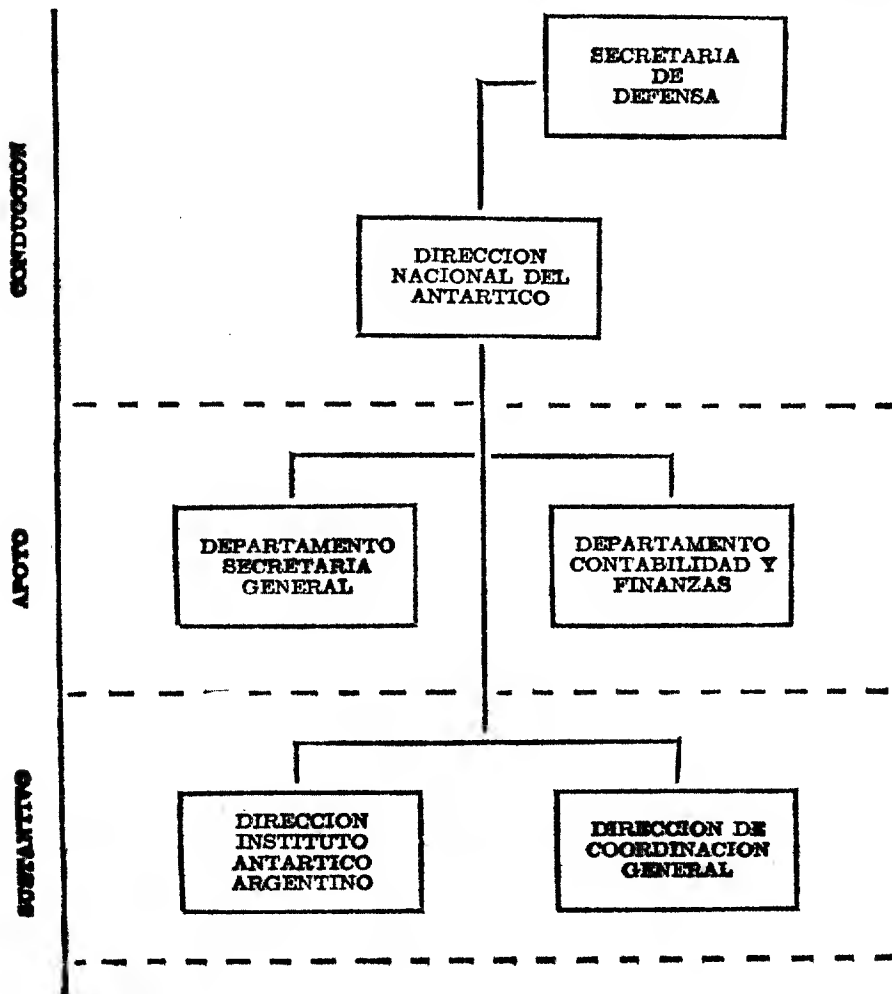 CONDUCCION
SECRETARIA
DE
DEFENSA
DIRECCION
NACIONAL DEL
ANTARTICO
APOYO
DEPARTAMENTO
SECRETARIA
GENERAL
DEPARTAMENTO
CONTABILIDAD Y
FINANZAS
SUSTANTIVO
DIRECCION
INSTITUTO
ANTARTICO
ARGENTINO
DIRECCION DE
COORDINACION
GENERAL